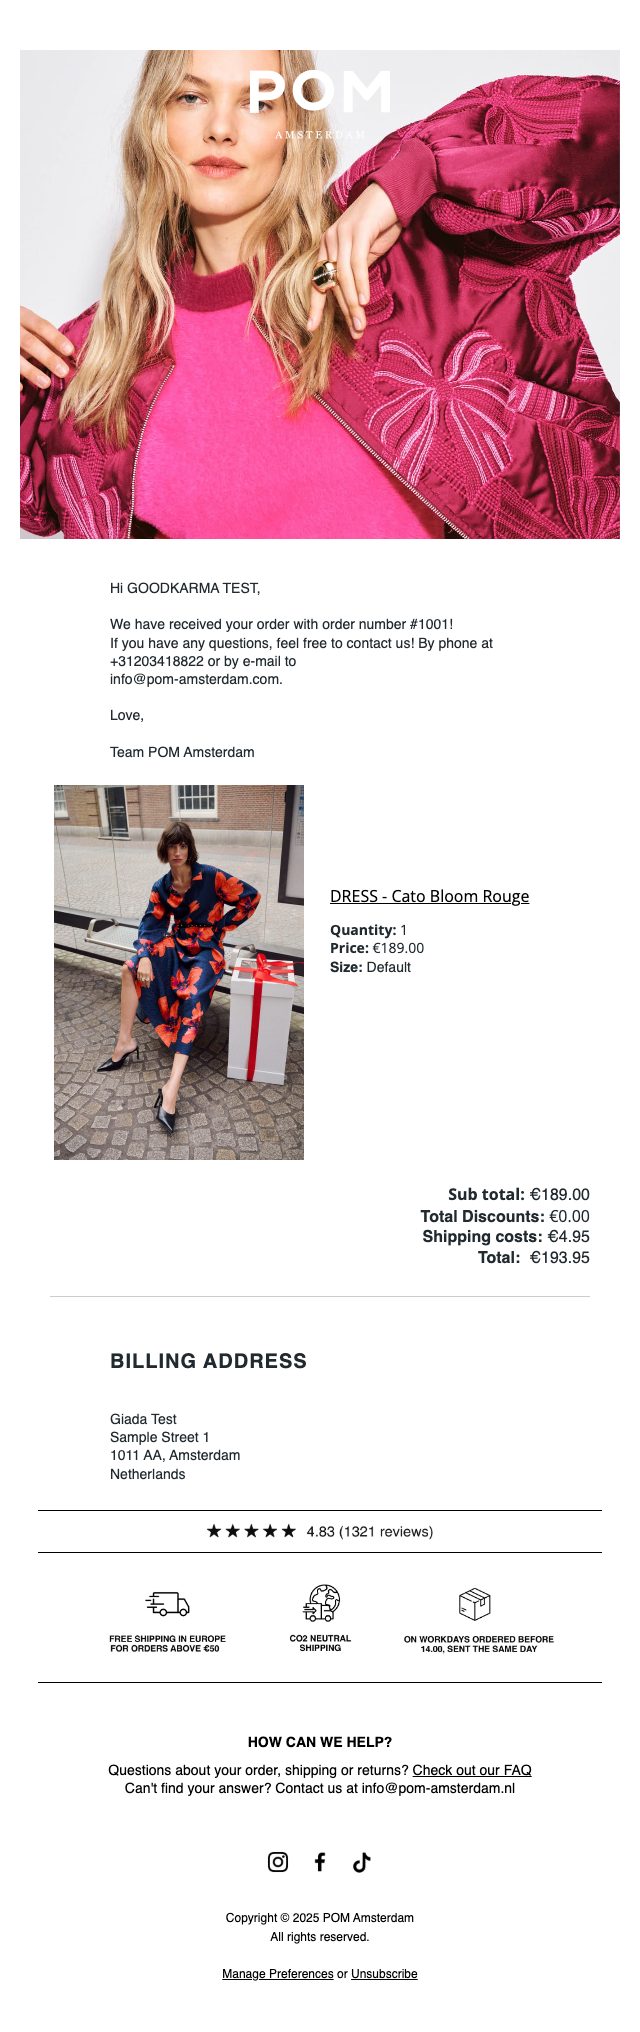 POM
AMSTERDAM
Hi GOODKARMA TEST,
We have received your order with order number #1001!
If you have any questions, feel free to contact us! By phone at
+31203418822 or by e-mail to
info@pom-amsterdam.com.
Love,
Team POM Amsterdam
DRESS - Cato Bloom Rouge
Quantity: 1
Price: €189.00
Size: Default
Sub total: €189.00
Total Discounts: €0.00
Shipping costs: €4.95
Total: €193.95
BILLING ADDRESS
Giada Test
Sample Street 1
1011 AA, Amsterdam
Netherlands
★★★★★ 4.83 (1321 reviews)
FREE SHIPPING IN EUROPE
FOR ORDERS ABOVE €50
CO2 NEUTRAL
SHIPPING
ON WORKDAYS ORDERED BEFORE
14.00, SENT THE SAME DAY
HOW CAN WE HELP?
Questions about your order, shipping or returns? Check out our FAQ
Can't find your answer? Contact us at info@pom-amsterdam.nl
Copyright © 2025 POM Amsterdam
All rights reserved.
Manage Preferences or Unsubscribe